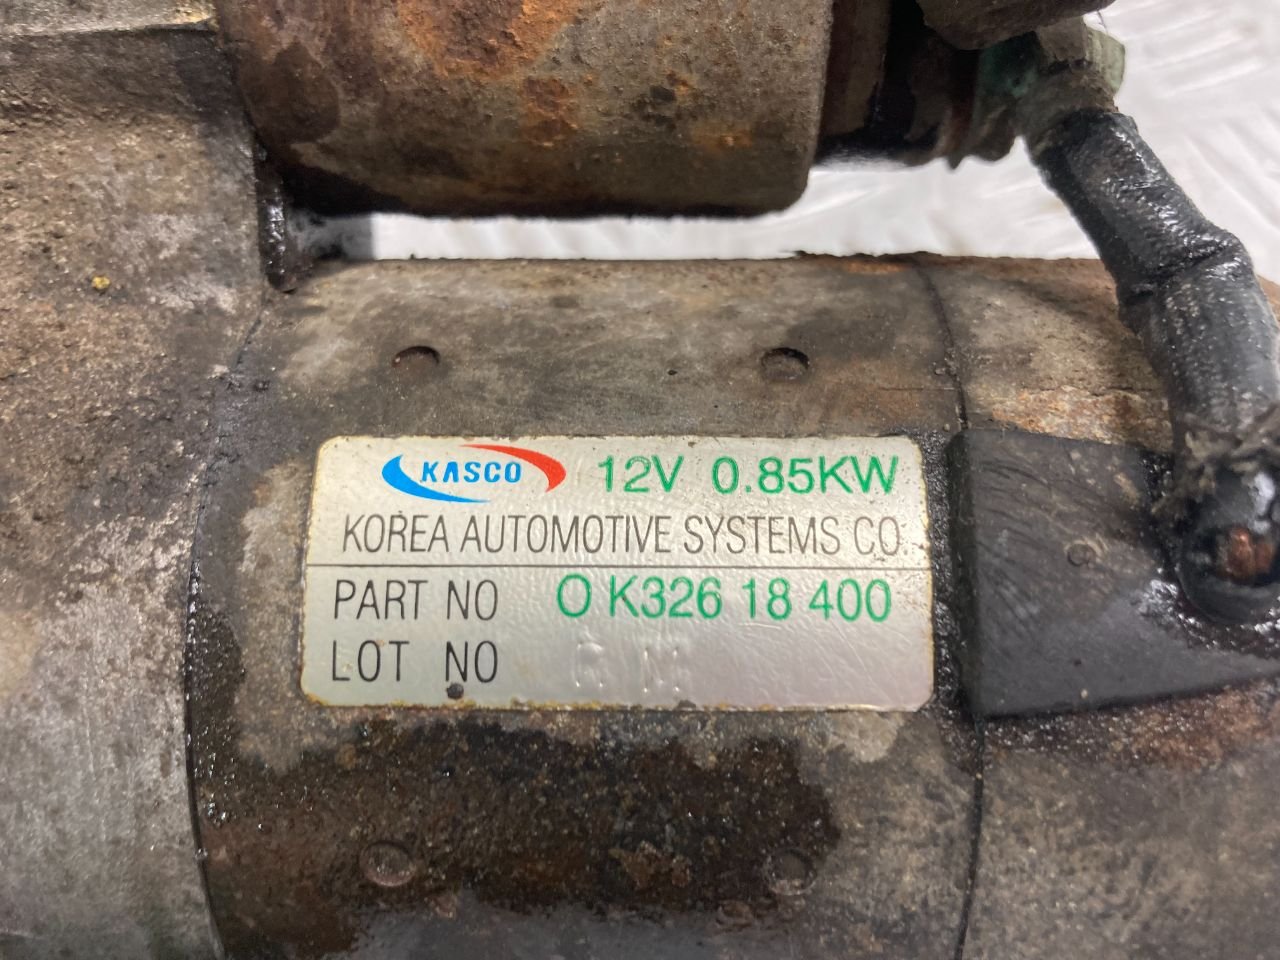 KASCO 12V 0.85KW
KOREA AUTOMOTIVE SYSTEMS CO.
PART NO O K326 18 400
LOT NO